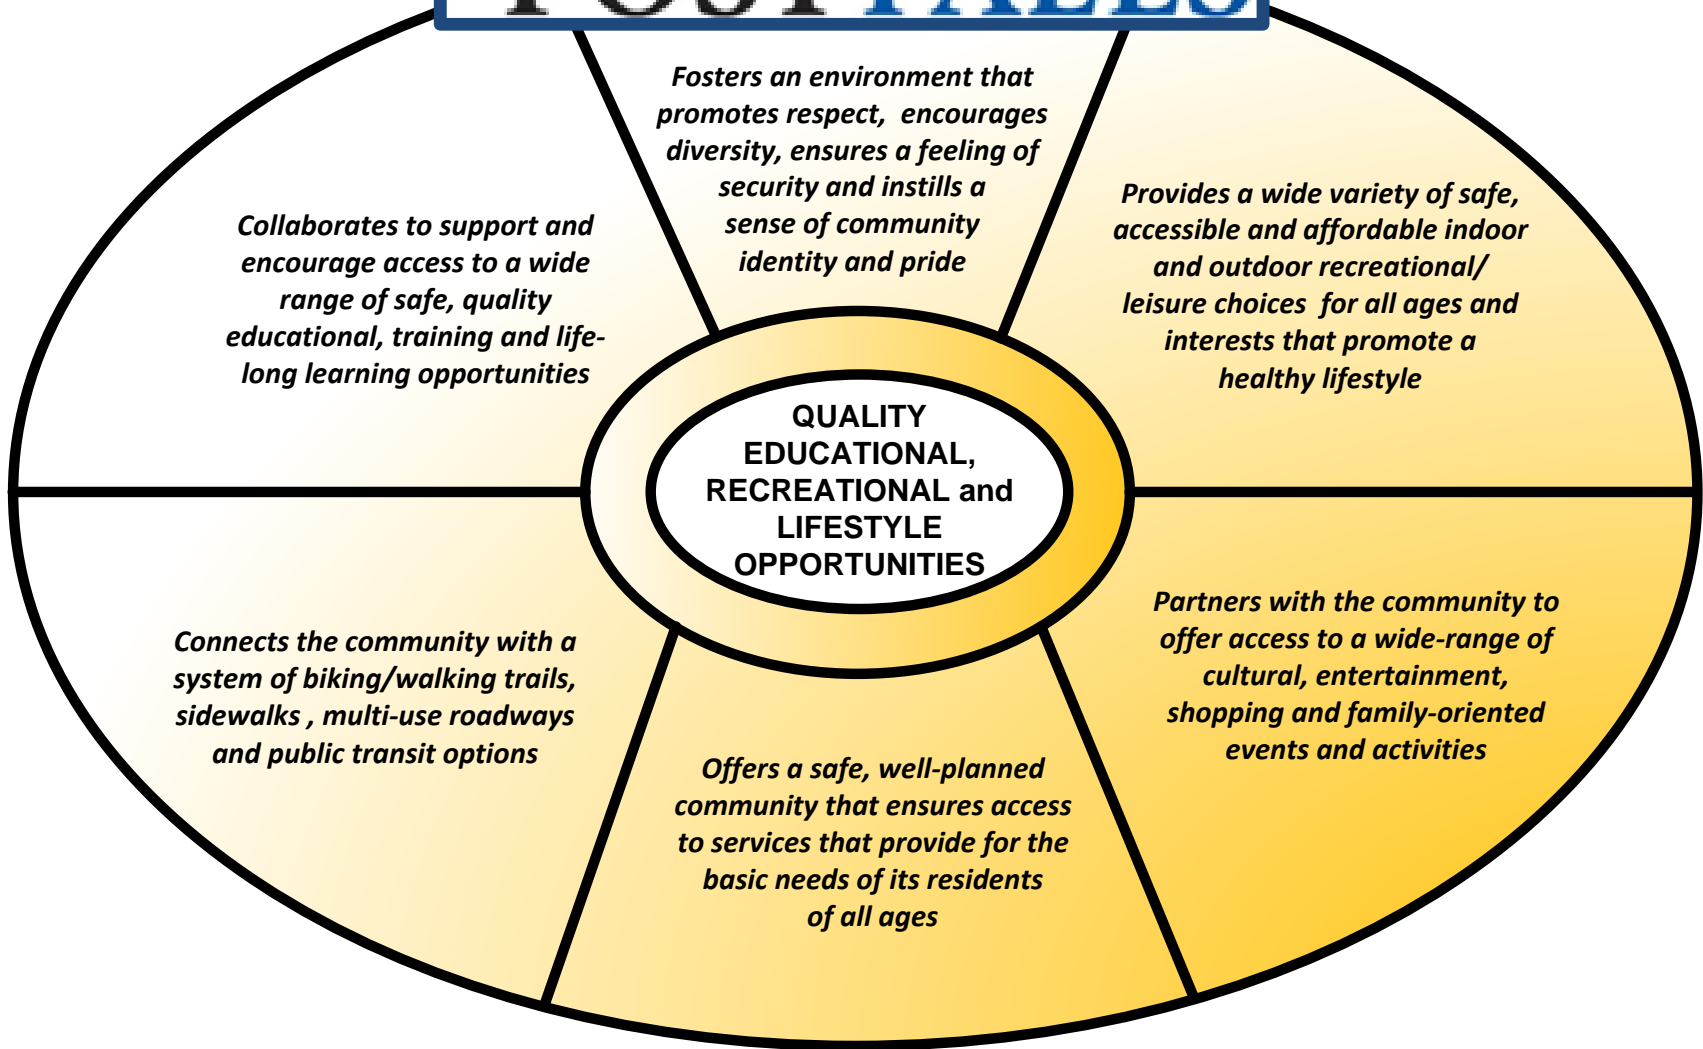 POST FALLS
Fosters an environment that
promotes respect, encourages
diversity, ensures a feeling of
security and instills a
sense of community
identity and pride
Provides a wide variety of safe,
accessible and affordable indoor
and outdoor recreational/
leisure choices for all ages and
interests that promote a
healthy lifestyle
Collaborates to support and
encourage access to a wide
range of safe, quality
educational, training and life-
long learning opportunities
QUALITY
EDUCATIONAL,
RECREATIONAL and
LIFESTYLE
OPPORTUNITIES
Partners with the community to
offer access to a wide-range of
cultural, entertainment,
shopping and family-oriented
events and activities
Connects the community with a
system of biking/walking trails,
sidewalks , multi-use roadways
and public transit options
Offers a safe, well-planned
community that ensures access
to services that provide for the
basic needs of its residents
of all ages